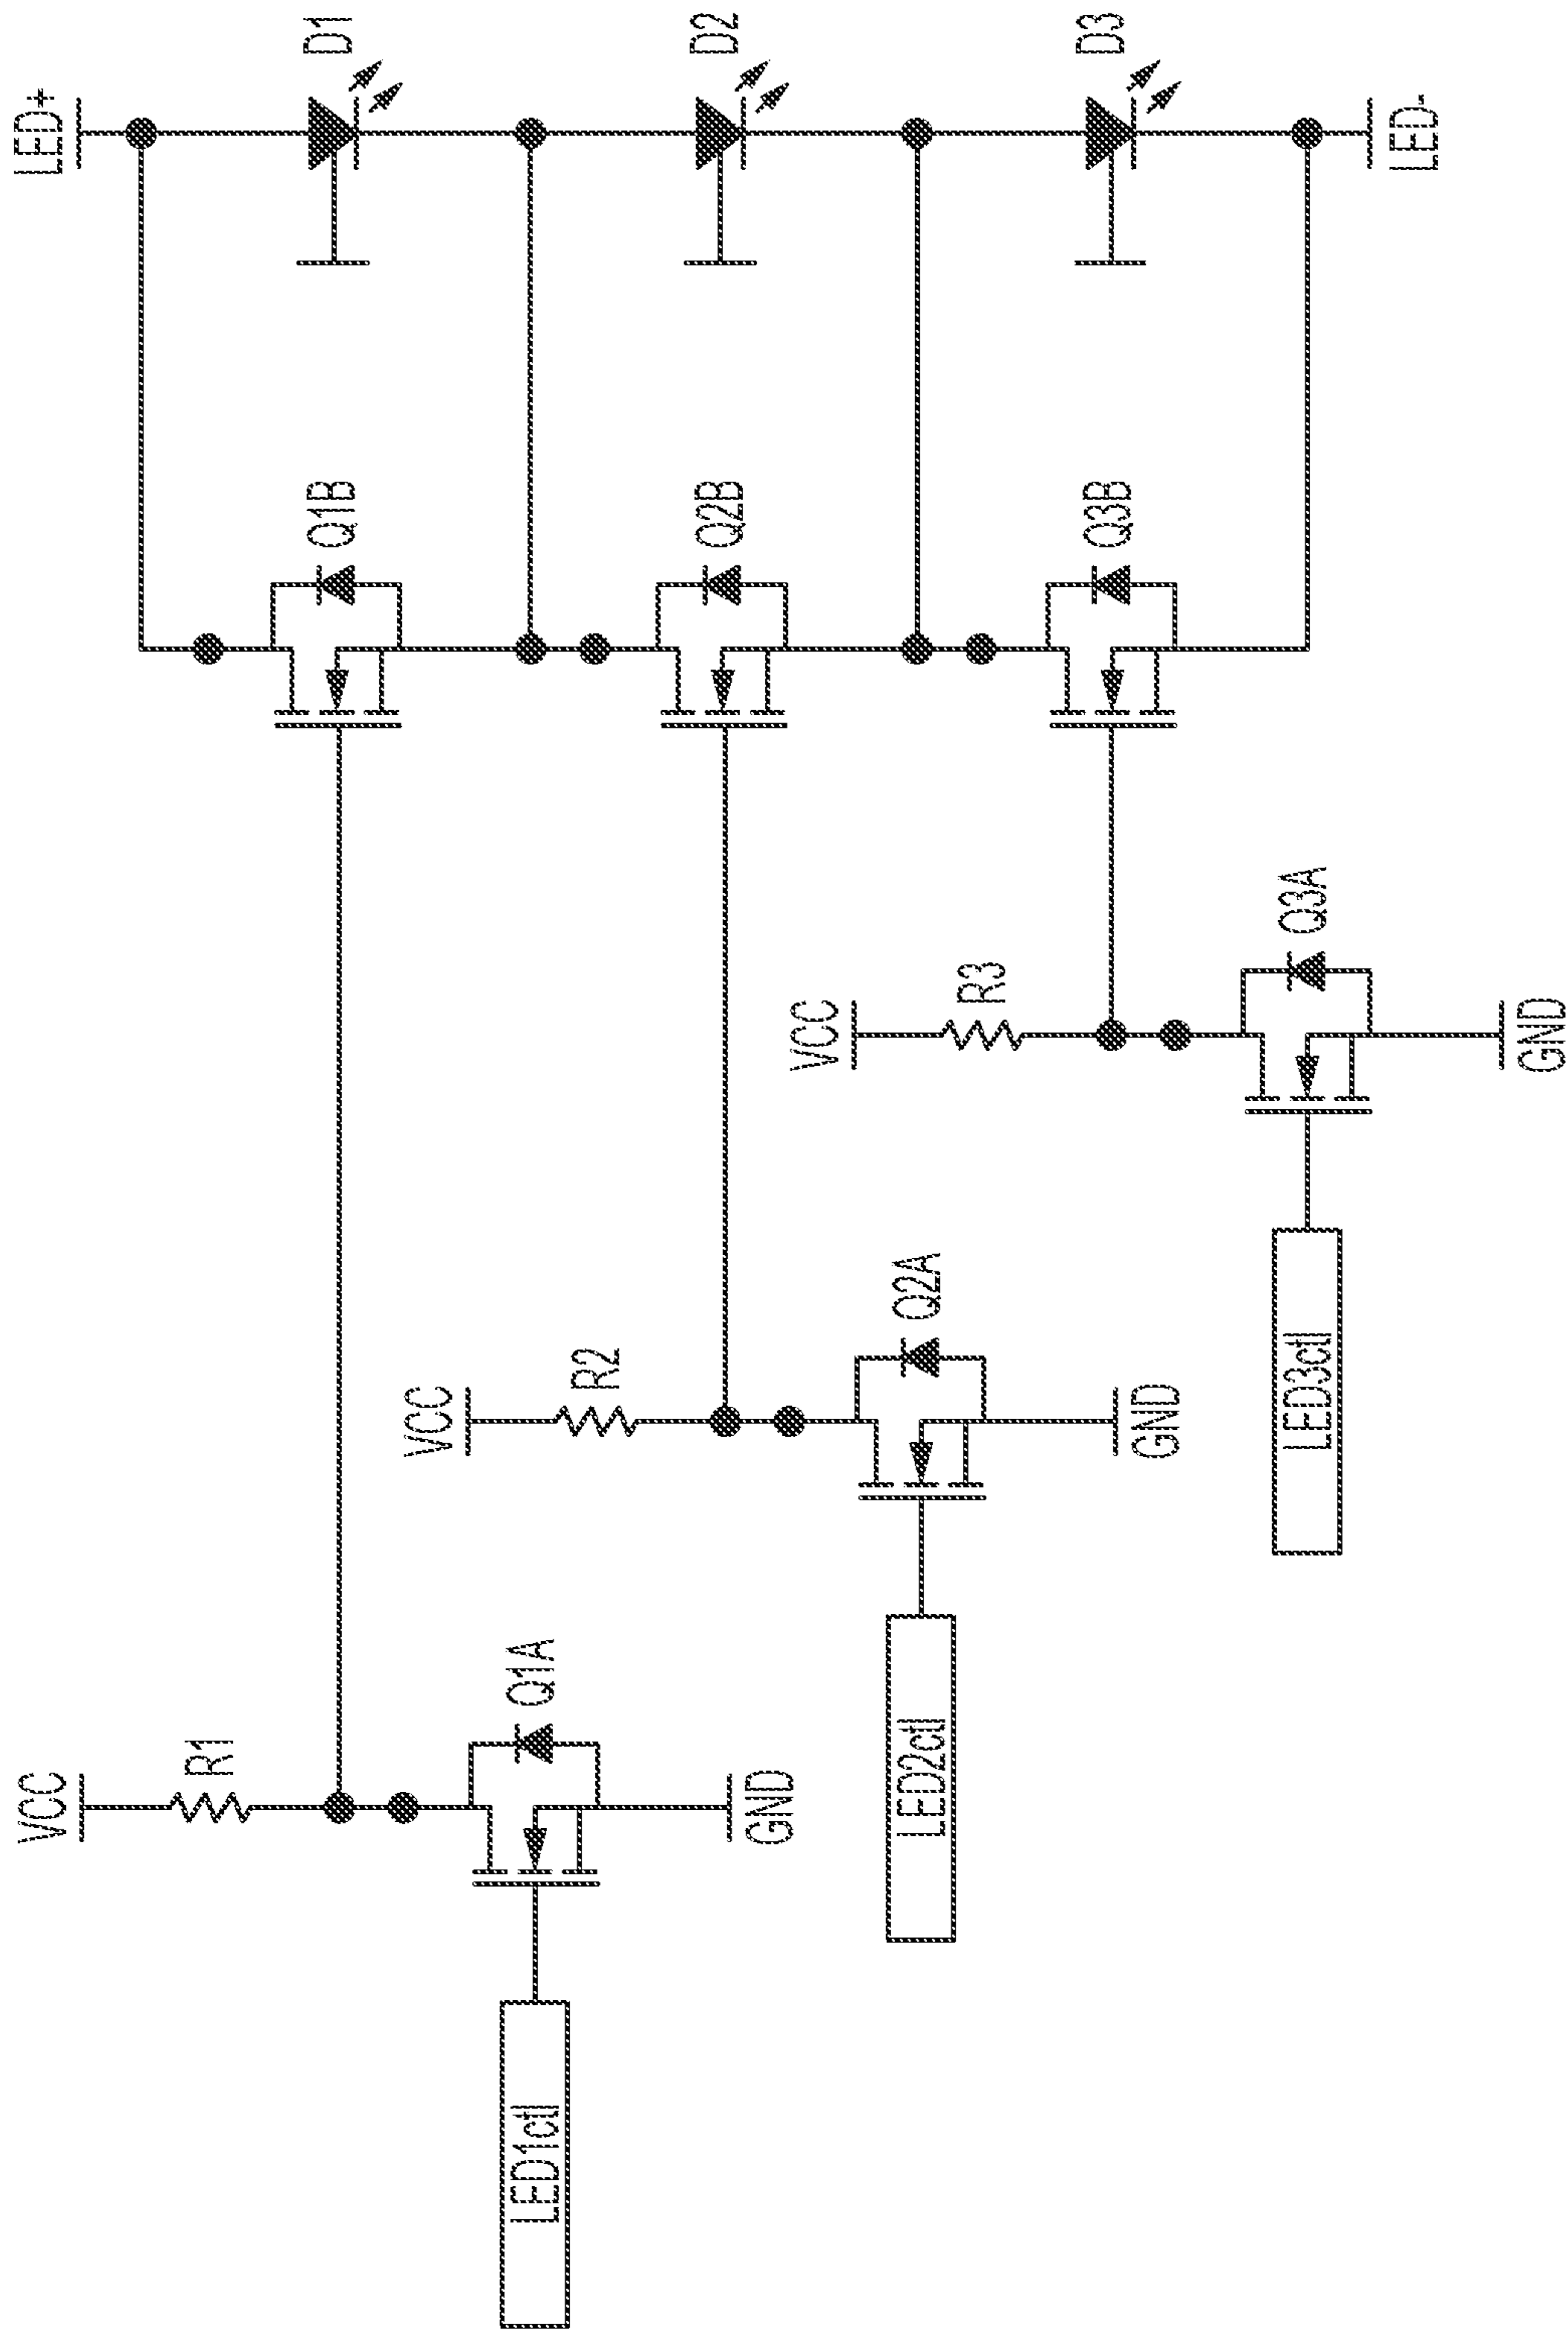 LED+
D1
D2
D3
LED-
Q1B
Q2B
Q3B
VCC
R3
Q3A
GND
LED3ctl
VCC
R2
Q2A
GND
LED2ctl
VCC
R1
Q1A
GND
LED1ctl